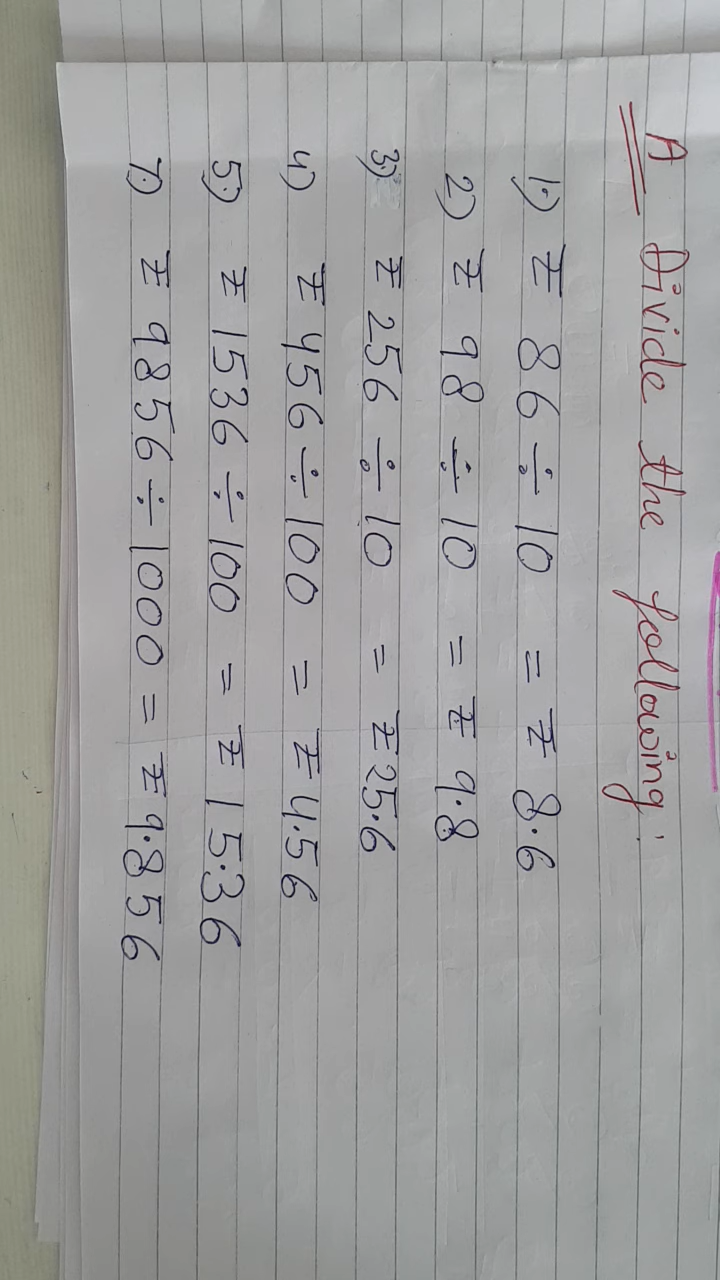 A Divide the following:
1.) ₹ 86 ÷ 10 = ₹ 8.6
2.) ₹ 98 ÷ 10 = ₹ 9.8
3.) ₹ 256 ÷ 10 = ₹ 25.6
4.) ₹ 456 ÷ 100 = ₹ 4.56
5.) ₹ 1536 ÷ 100 = ₹ 15.36
7.) ₹ 9856 ÷ 1000 = ₹ 9.856